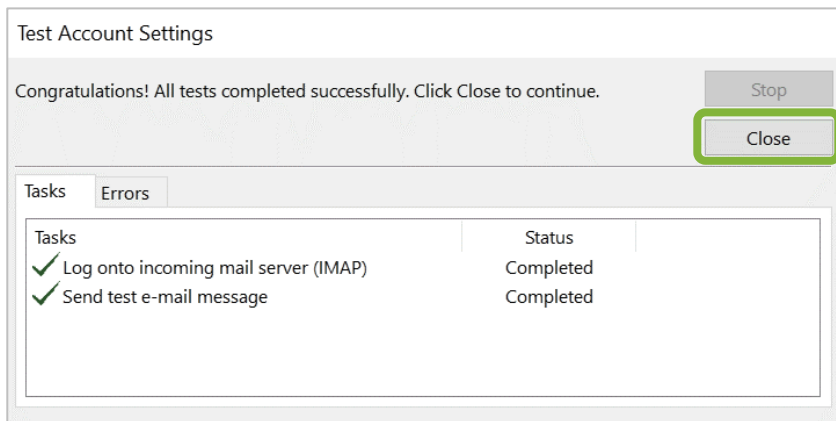 Test Account Settings
Congratulations! All tests completed successfully. Click Close to continue.
Stop
Close
Tasks Errors
Tasks Status
Log onto incoming mail server (IMAP) Completed
Send test e-mail message Completed